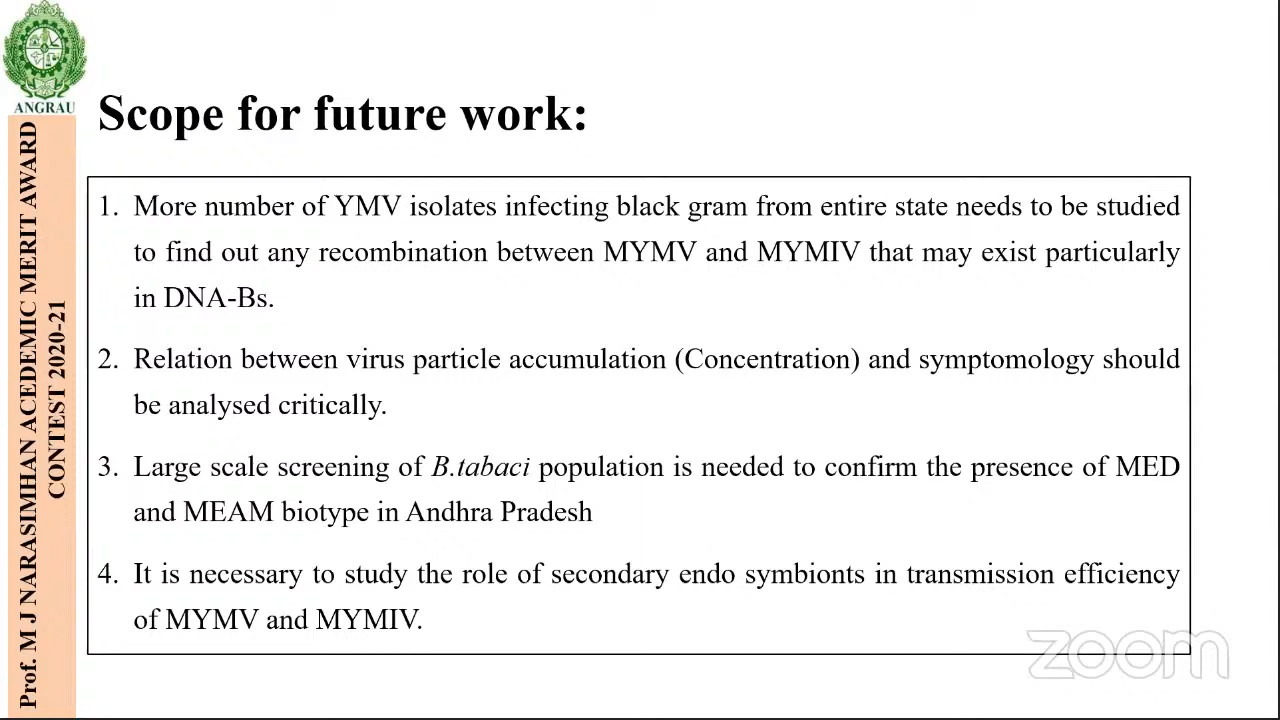 ANGRAU
Prof. M J NARASIMHAN ACEDEMIC MERIT AWARD
CONTEST 2020-21
Scope for future work:
1. More number of YMV isolates infecting black gram from entire state needs to be studied
to find out any recombination between MYMV and MYMIV that may exist particularly
in DNA-Bs.
2. Relation between virus particle accumulation (Concentration) and symptomology should
be analysed critically.
3. Large scale screening of B.tabaci population is needed to confirm the presence of MED
and MEAM biotype in Andhra Pradesh
4. It is necessary to study the role of secondary endo symbionts in transmission efficiency
of MYMV and MYMIV.
zoom